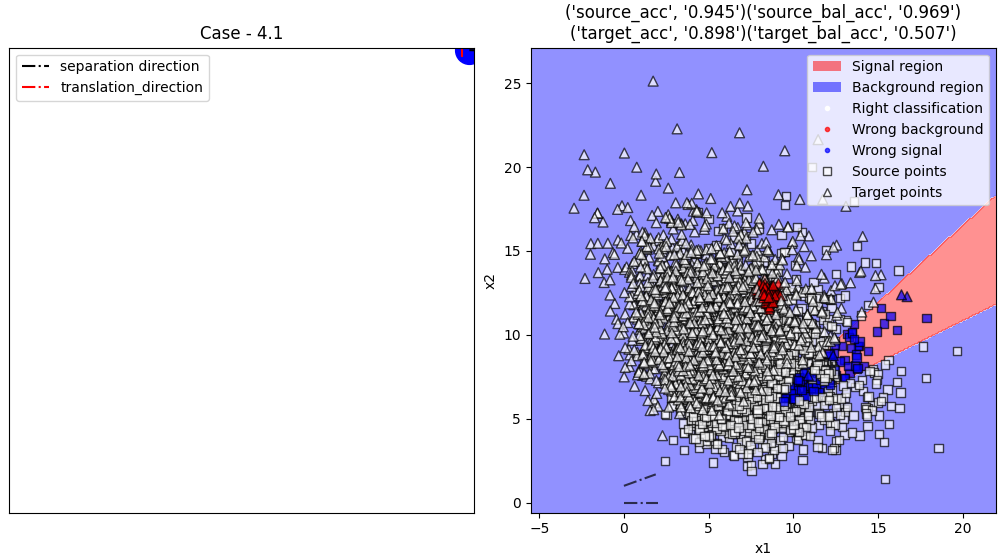 Case - 4.1
separation direction
translation_direction
('source_acc', '0.945')('source_bal_acc', '0.969')
('target_acc', '0.898')('target_bal_acc', '0.507')
Signal region
Background region
Right classification
Wrong background
Wrong signal
Source points
Target points
x2
25
20
15
10
5
0
−5
0
5
10
15
20
x1